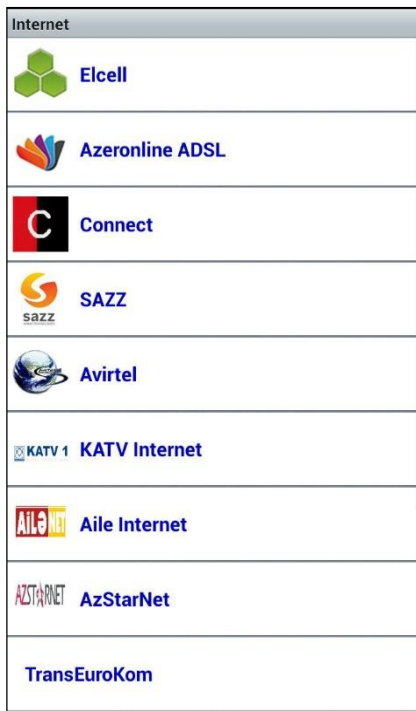 Internet
Elcell
Azeronline ADSL
C
Connect
sazz
SAZZ
Avirtel
KATV 1
KATV Internet
AiləNET
Aile Internet
AZSTARNET
AzStarNet
TransEuroKom